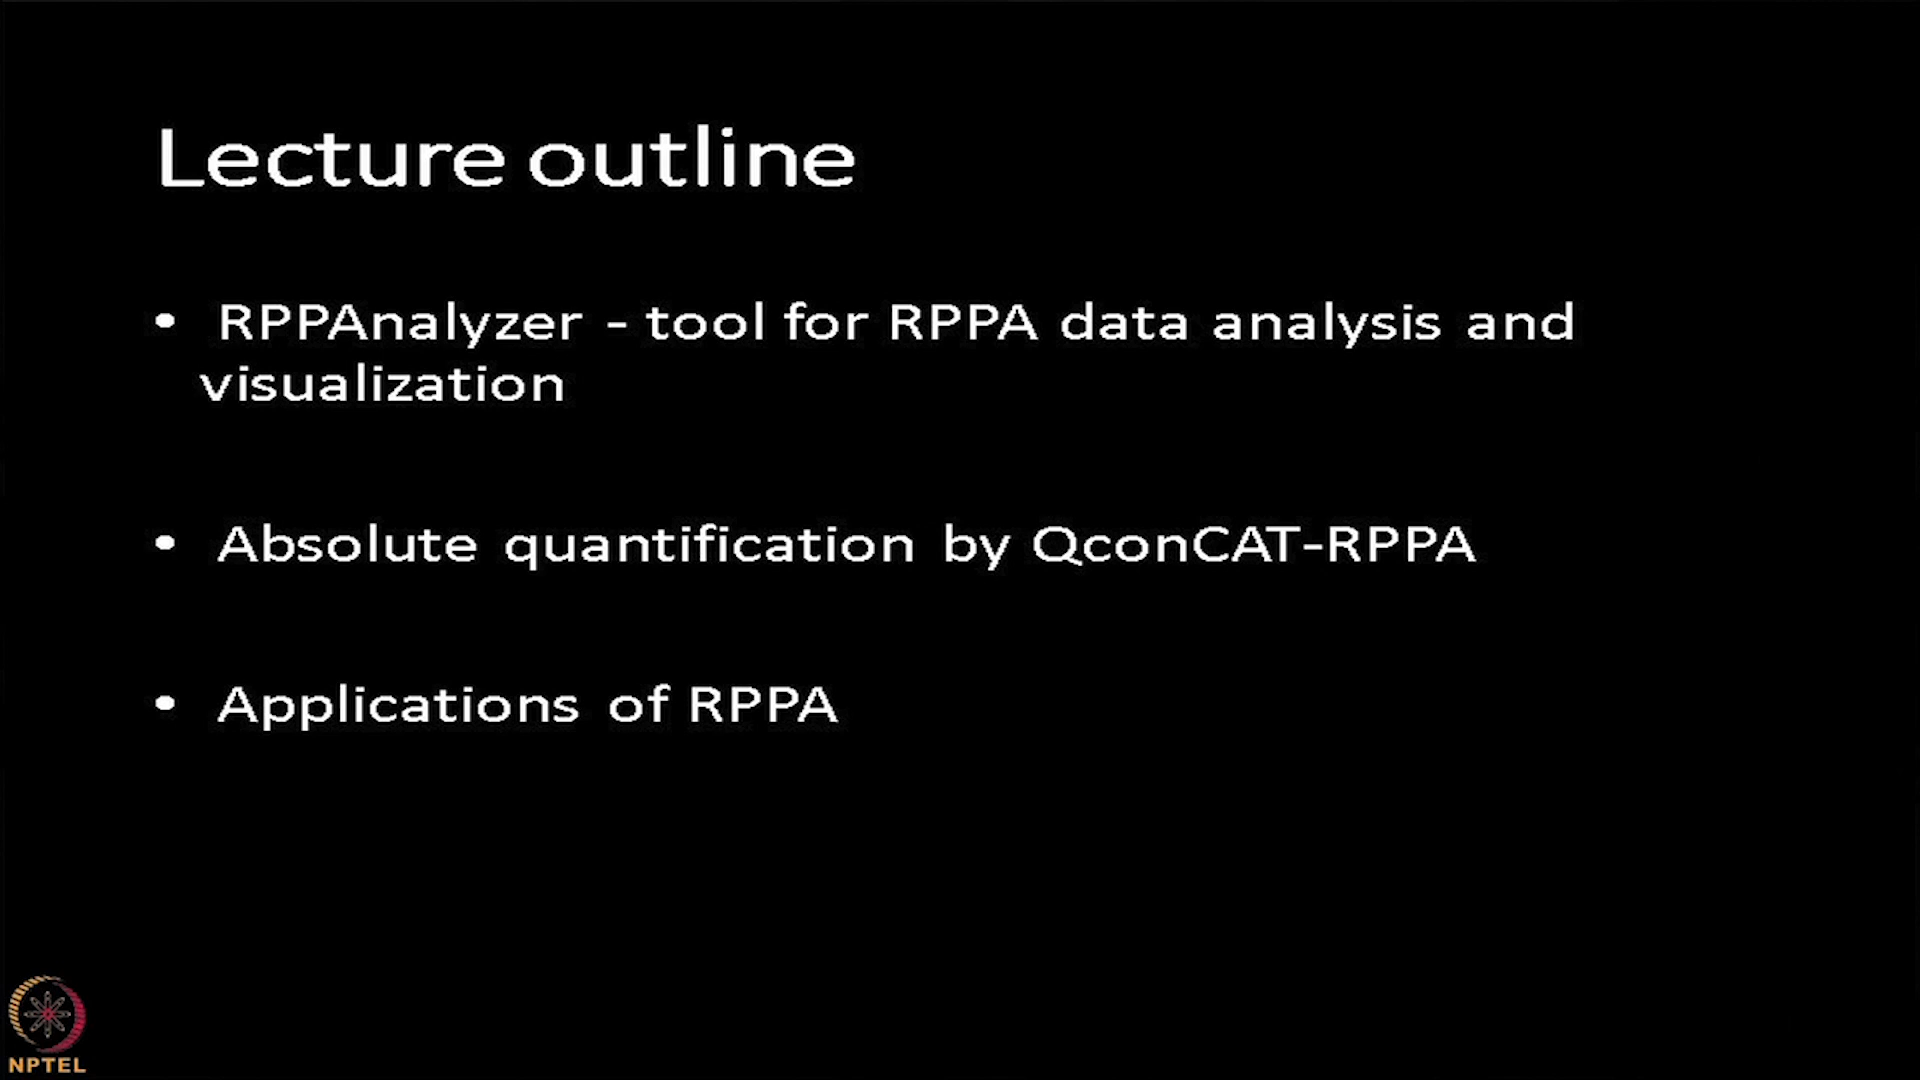 Lecture outline
• RPPAnalyzer - tool for RPPA data analysis and
visualization
• Absolute quantification by QconCAT-RPPA
• Applications of RPPA
NPTEL